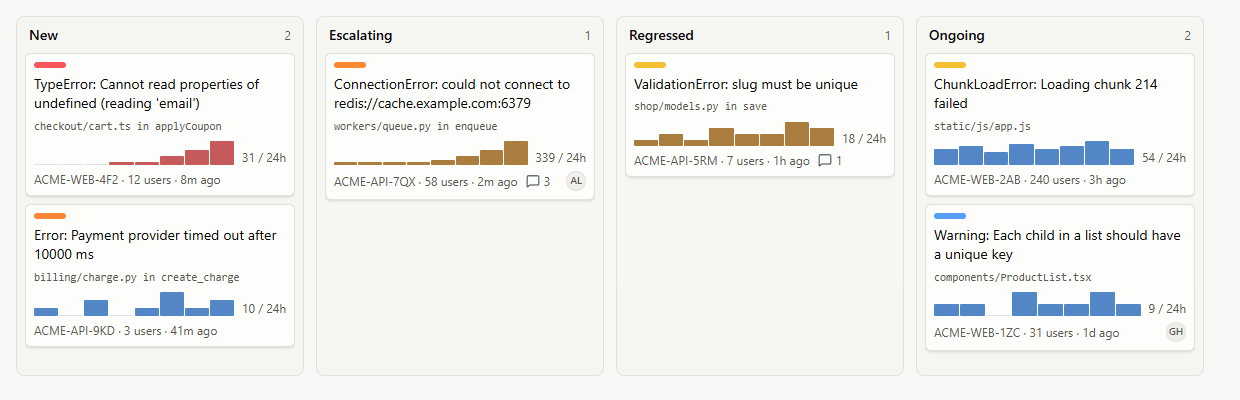 New 2
TypeError: Cannot read properties of
undefined (reading 'email')
checkout/cart.ts in applyCoupon
31 / 24h
ACME-WEB-4F2 · 12 users · 8m ago
Error: Payment provider timed out after
10000 ms
billing/charge.py in create_charge
10 / 24h
ACME-API-9KD · 3 users · 41m ago
Escalating 1
ConnectionError: could not connect to
redis://cache.example.com:6379
workers/queue.py in enqueue
339 / 24h
ACME-API-7QX · 58 users · 2m ago 3 AL
Regressed 1
ValidationError: slug must be unique
shop/models.py in save
18 / 24h
ACME-API-5RM · 7 users · 1h ago 1
Ongoing 2
ChunkLoadError: Loading chunk 214
failed
static/js/app.js
54 / 24h
ACME-WEB-2AB · 240 users · 3h ago
Warning: Each child in a list should have
a unique key
components/ProductList.tsx
9 / 24h
ACME-WEB-1ZC · 31 users · 1d ago GH